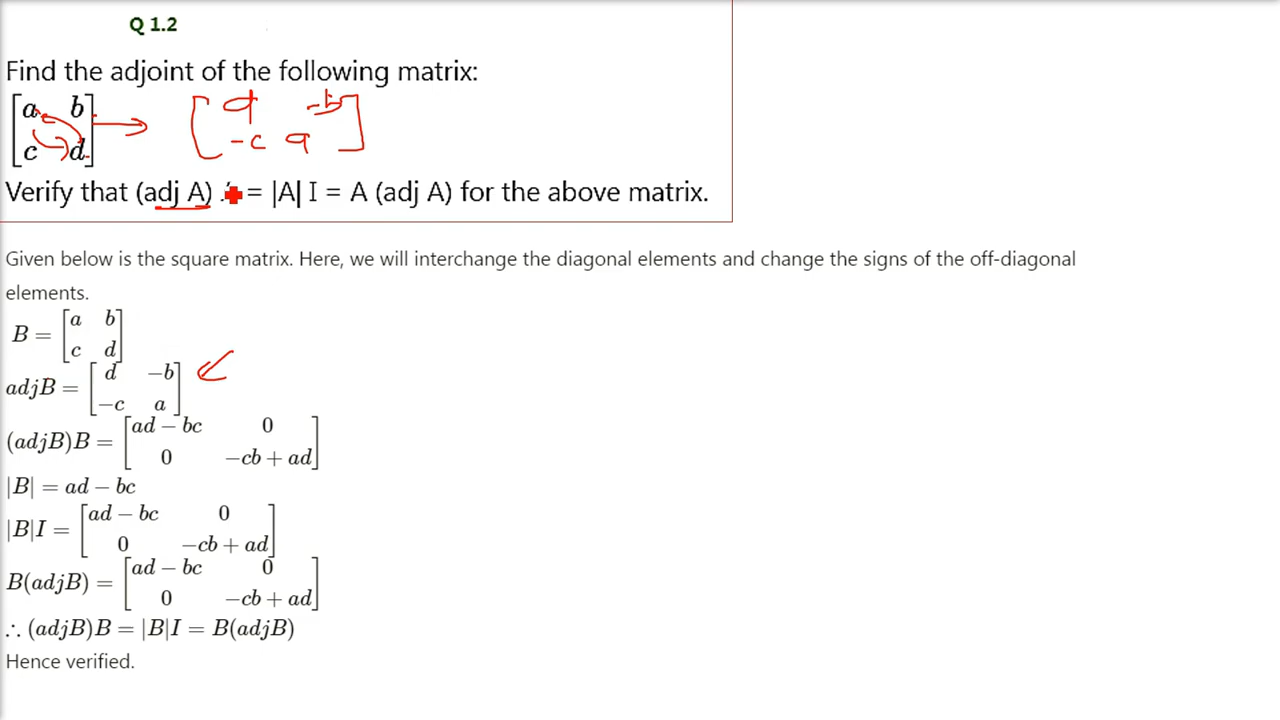 Q 1.2
Find the adjoint of the following matrix:
[a b] → [d -b]
[c d] [-c a]
Verify that (adj A) = |A| I = A (adj A) for the above matrix.
Given below is the square matrix. Here, we will interchange the diagonal elements and change the signs of the off-diagonal
elements.
B = [a b]
[c d]
adjB = [d −b]
[−c a]
(adjB)B = [ad − bc 0]
[0 −cb + ad]
|B| = ad − bc
|B|I = [ad − bc 0]
[0 −cb + ad]
B(adjB) = [ad − bc 0]
[0 −cb + ad]
∴ (adjB)B = |B|I = B(adjB)
Hence verified.